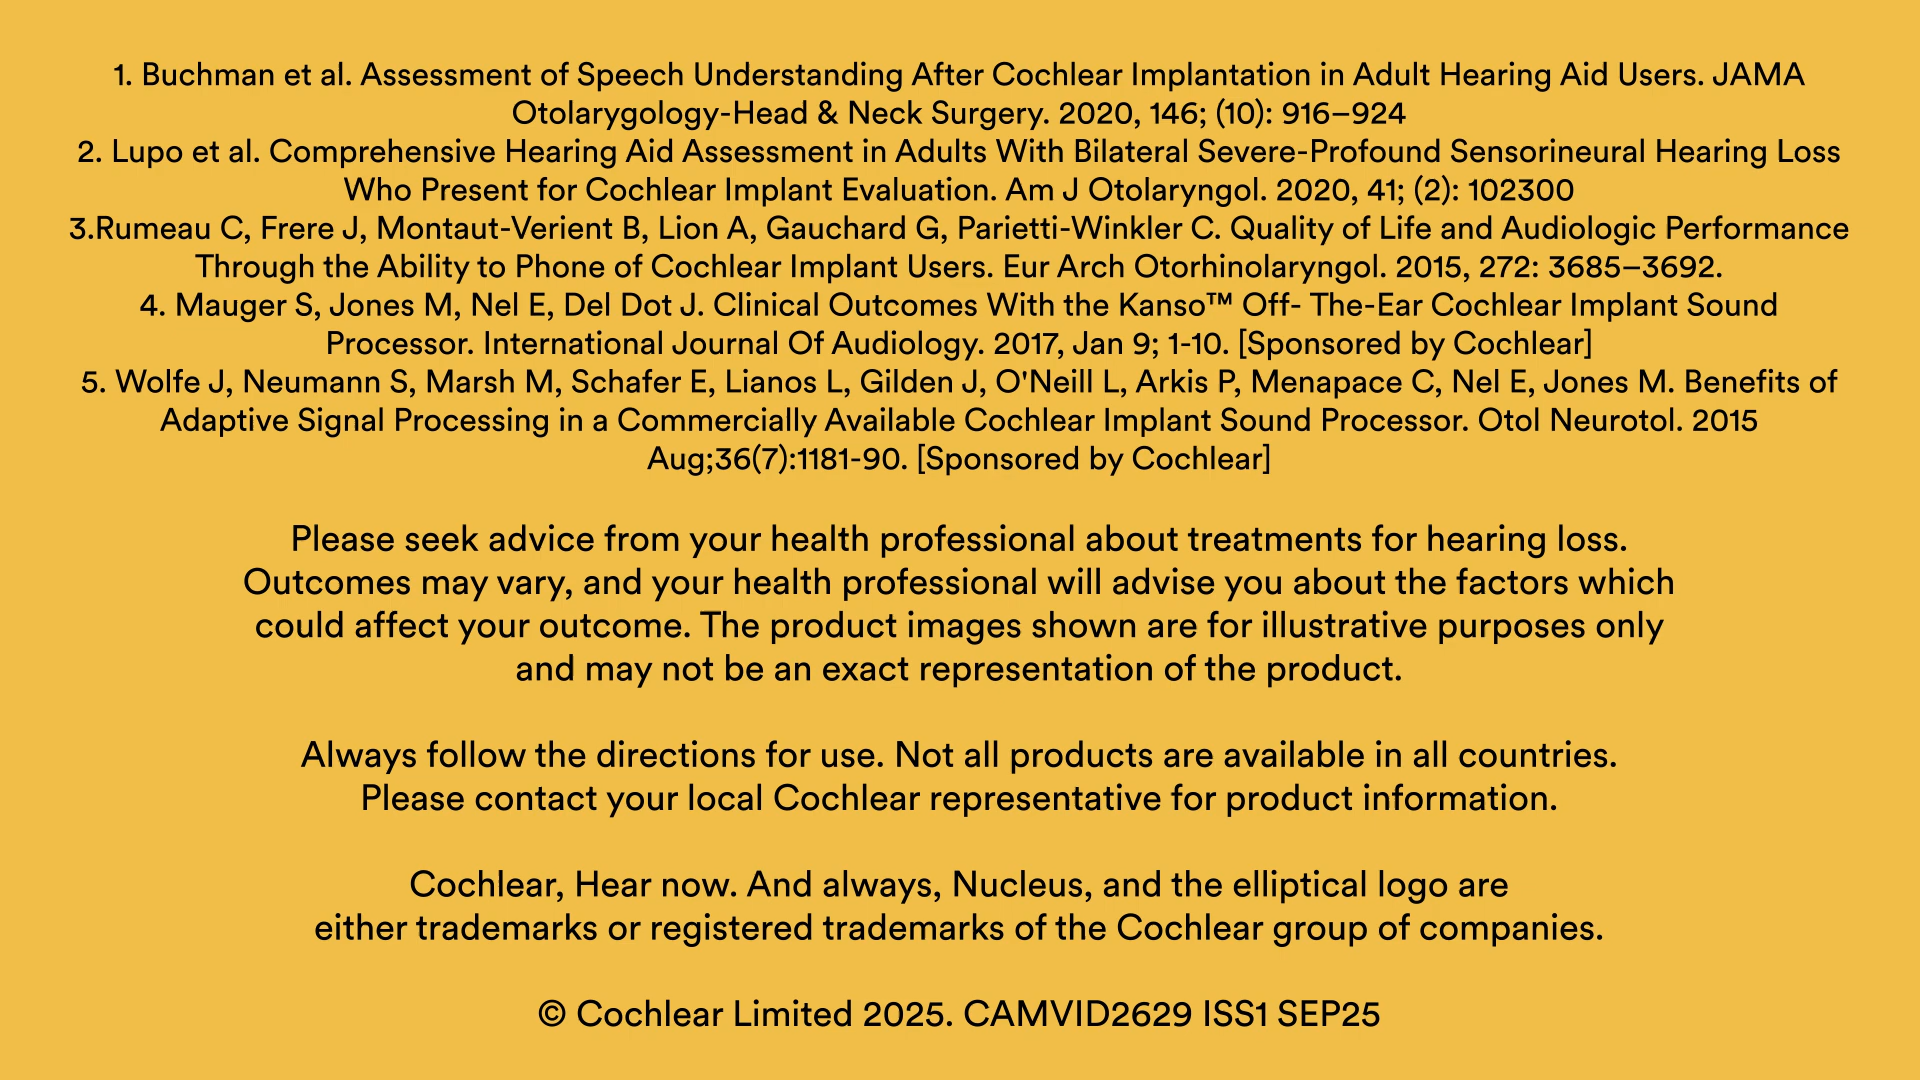 1. Buchman et al. Assessment of Speech Understanding After Cochlear Implantation in Adult Hearing Aid Users. JAMA
Otolarygology-Head & Neck Surgery. 2020, 146; (10): 916–924
2. Lupo et al. Comprehensive Hearing Aid Assessment in Adults With Bilateral Severe-Profound Sensorineural Hearing Loss
Who Present for Cochlear Implant Evaluation. Am J Otolaryngol. 2020, 41; (2): 102300
3.Rumeau C, Frere J, Montaut-Verient B, Lion A, Gauchard G, Parietti-Winkler C. Quality of Life and Audiologic Performance
Through the Ability to Phone of Cochlear Implant Users. Eur Arch Otorhinolaryngol. 2015, 272: 3685–3692.
4. Mauger S, Jones M, Nel E, Del Dot J. Clinical Outcomes With the Kanso™ Off- The-Ear Cochlear Implant Sound
Processor. International Journal Of Audiology. 2017, Jan 9; 1-10. [Sponsored by Cochlear]
5. Wolfe J, Neumann S, Marsh M, Schafer E, Lianos L, Gilden J, O'Neill L, Arkis P, Menapace C, Nel E, Jones M. Benefits of
Adaptive Signal Processing in a Commercially Available Cochlear Implant Sound Processor. Otol Neurotol. 2015
Aug;36(7):1181-90. [Sponsored by Cochlear]
Please seek advice from your health professional about treatments for hearing loss.
Outcomes may vary, and your health professional will advise you about the factors which
could affect your outcome. The product images shown are for illustrative purposes only
and may not be an exact representation of the product.
Always follow the directions for use. Not all products are available in all countries.
Please contact your local Cochlear representative for product information.
Cochlear, Hear now. And always, Nucleus, and the elliptical logo are
either trademarks or registered trademarks of the Cochlear group of companies.
© Cochlear Limited 2025. CAMVID2629 ISS1 SEP25